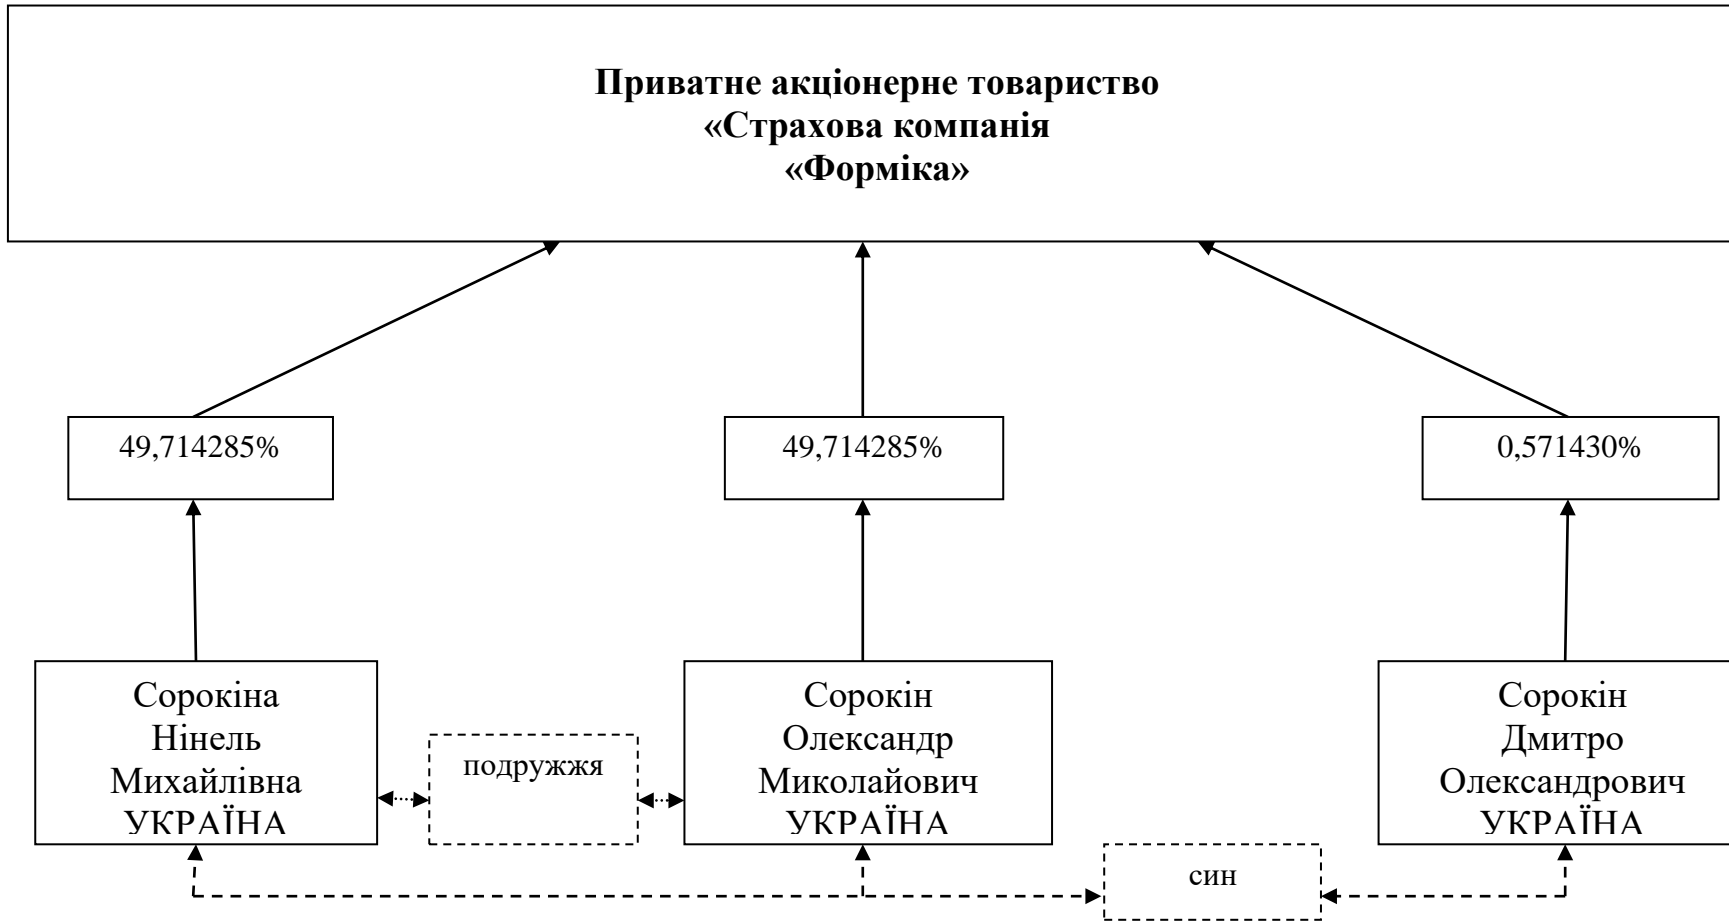 Приватне акціонерне товариство
«Страхова компанія
«Форміка»
49,714285%
49,714285%
0,571430%
Сорокіна
Нінель
Михайлівна
УКРАЇНА
подружжя
Сорокін
Олександр
Миколайович
УКРАЇНА
Сорокін
Дмитро
Олександрович
УКРАЇНА
син